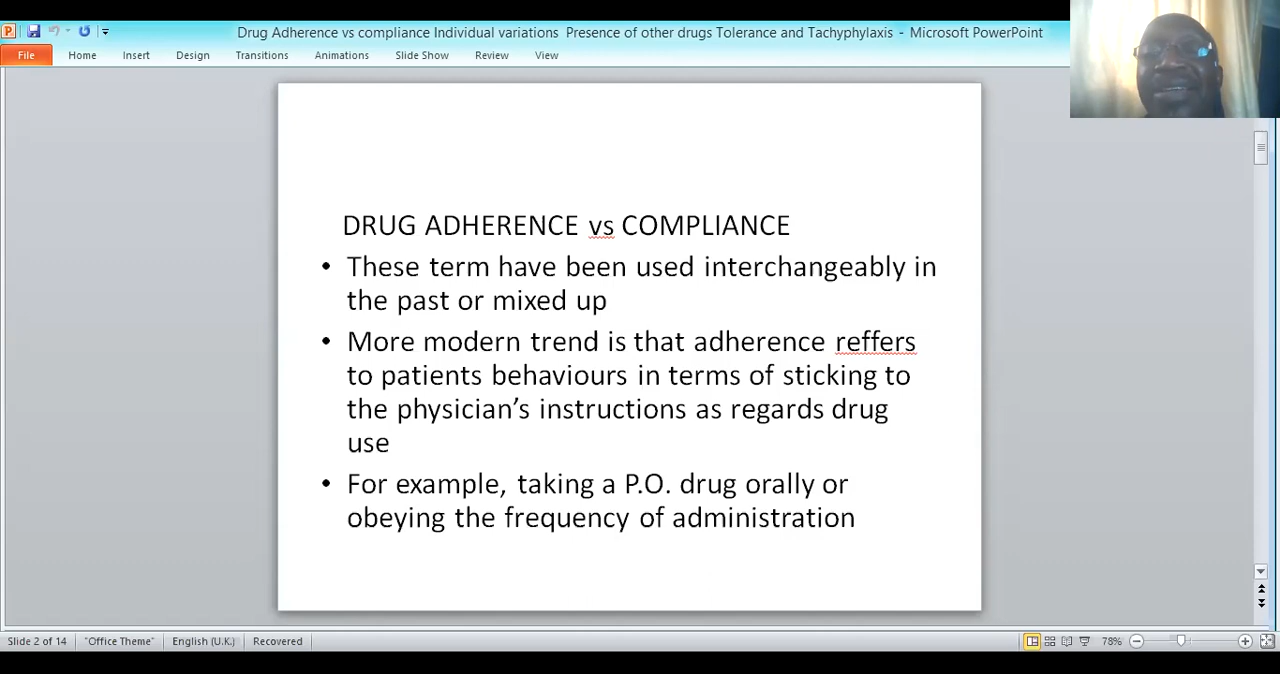 Drug Adherence vs compliance Individual variations  Presence of other drugs Tolerance and Tachyphylaxis - Microsoft PowerPoint
File Home Insert Design Transitions Animations Slide Show Review View
DRUG ADHERENCE vs COMPLIANCE
• These term have been used interchangeably in
the past or mixed up
• More modern trend is that adherence reffers
to patients behaviours in terms of sticking to
the physician's instructions as regards drug
use
• For example, taking a P.O. drug orally or
obeying the frequency of administration
Slide 2 of 14 "Office Theme" English (U.K.) Recovered 78%